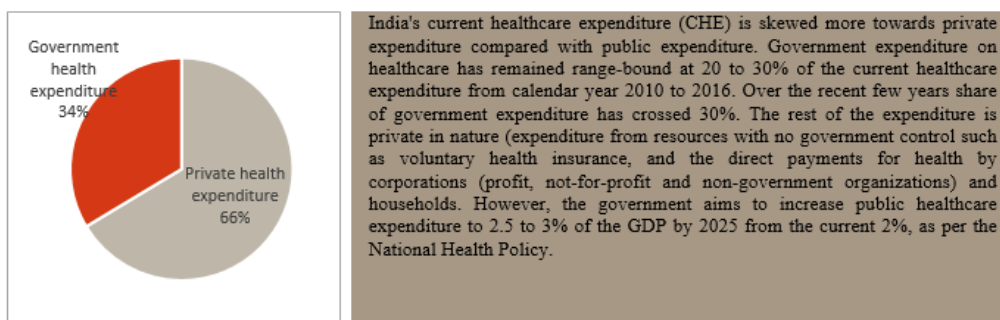 Government
health
expenditure
34%
Private health
expenditure
66%
India's current healthcare expenditure (CHE) is skewed more towards private
expenditure compared with public expenditure. Government expenditure on
healthcare has remained range-bound at 20 to 30% of the current healthcare
expenditure from calendar year 2010 to 2016. Over the recent few years share
of government expenditure has crossed 30%. The rest of the expenditure is
private in nature (expenditure from resources with no government control such
as voluntary health insurance, and the direct payments for health by
corporations (profit, not-for-profit and non-government organizations) and
households. However, the government aims to increase public healthcare
expenditure to 2.5 to 3% of the GDP by 2025 from the current 2%, as per the
National Health Policy.